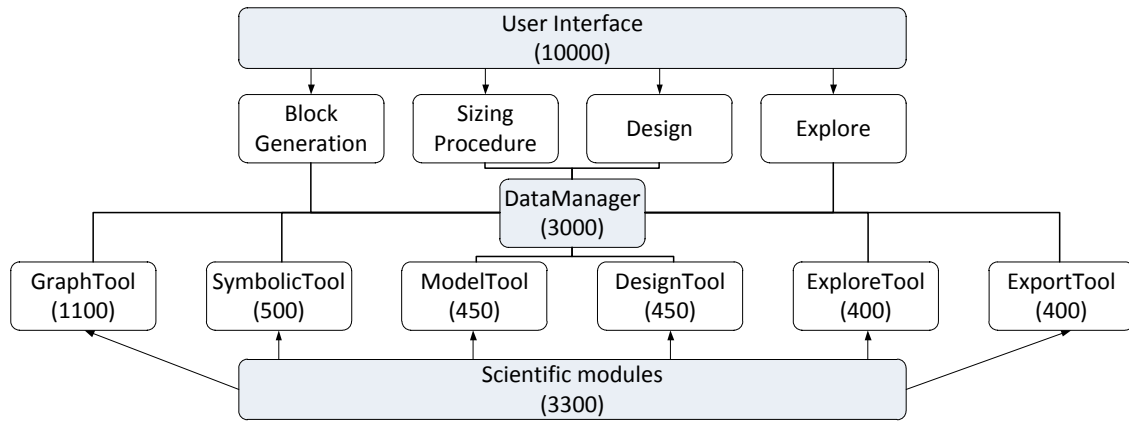 User Interface
(10000)
Block
Generation
Sizing
Procedure
Design
Explore
DataManager
(3000)
GraphTool
(1100)
SymbolicTool
(500)
ModelTool
(450)
DesignTool
(450)
ExploreTool
(400)
ExportTool
(400)
Scientific modules
(3300)